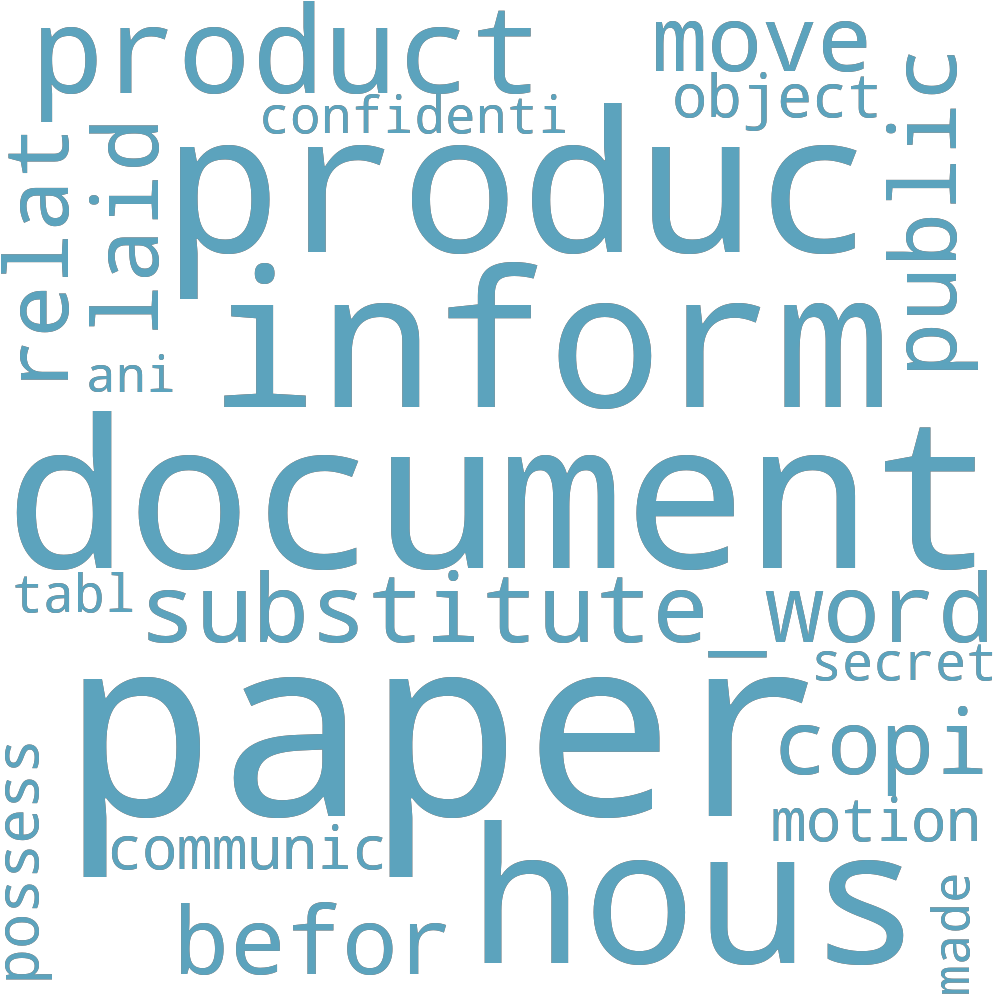 product
move
object
confidenti
public
relat
laid
produc
inform
ani
document
tabl
substitute_word
secret
paper
copi
possess
motion
communic
hous
befor
made